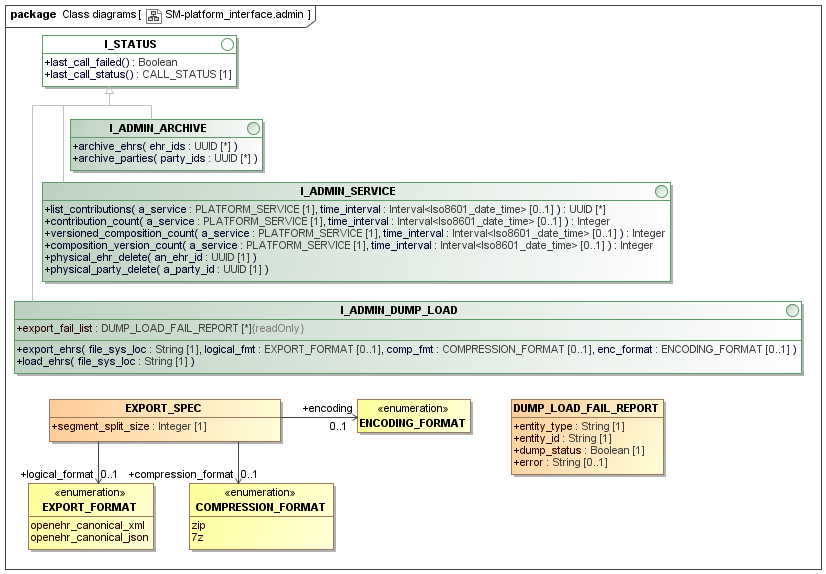 package Class diagrams [ SM-platform_interface.admin ]
I_STATUS
+last_call_failed() : Boolean
+last_call_status() : CALL_STATUS [1]
I_ADMIN_ARCHIVE
+archive_ehrs( ehr_ids : UUID [*] )
+archive_parties( party_ids : UUID [*] )
I_ADMIN_SERVICE
+list_contributions( a_service : PLATFORM_SERVICE [1], time_interval : Interval<Iso8601_date_time> [0..1] ) : UUID [*]
+contribution_count( a_service : PLATFORM_SERVICE [1], time_interval : Interval<Iso8601_date_time> [0..1] ) : Integer
+versioned_composition_count( a_service : PLATFORM_SERVICE [1], time_interval : Interval<Iso8601_date_time> [0..1] ) : Integer
+composition_version_count( a_service : PLATFORM_SERVICE [1], time_interval : Interval<Iso8601_date_time> [0..1] ) : Integer
+physical_ehr_delete( an_ehr_id : UUID [1] )
+physical_party_delete( a_party_id : UUID [1] )
I_ADMIN_DUMP_LOAD
+export_fail_list : DUMP_LOAD_FAIL_REPORT [*]{readOnly}
+export_ehrs( file_sys_loc : String [1], logical_fmt : EXPORT_FORMAT [0..1], comp_fmt : COMPRESSION_FORMAT [0..1], enc_format : ENCODING_FORMAT [0..1] )
+load_ehrs( file_sys_loc : String [1] )
EXPORT_SPEC
+segment_split_size : Integer [1]
+encoding
0..1
«enumeration»
ENCODING_FORMAT
DUMP_LOAD_FAIL_REPORT
+entity_type : String [1]
+entity_id : String [1]
+dump_status : Boolean [1]
+error : String [0..1]
+logical_format 0..1
+compression_format 0..1
«enumeration»
EXPORT_FORMAT
openehr_canonical_xml
openehr_canonical_json
«enumeration»
COMPRESSION_FORMAT
zip
7z